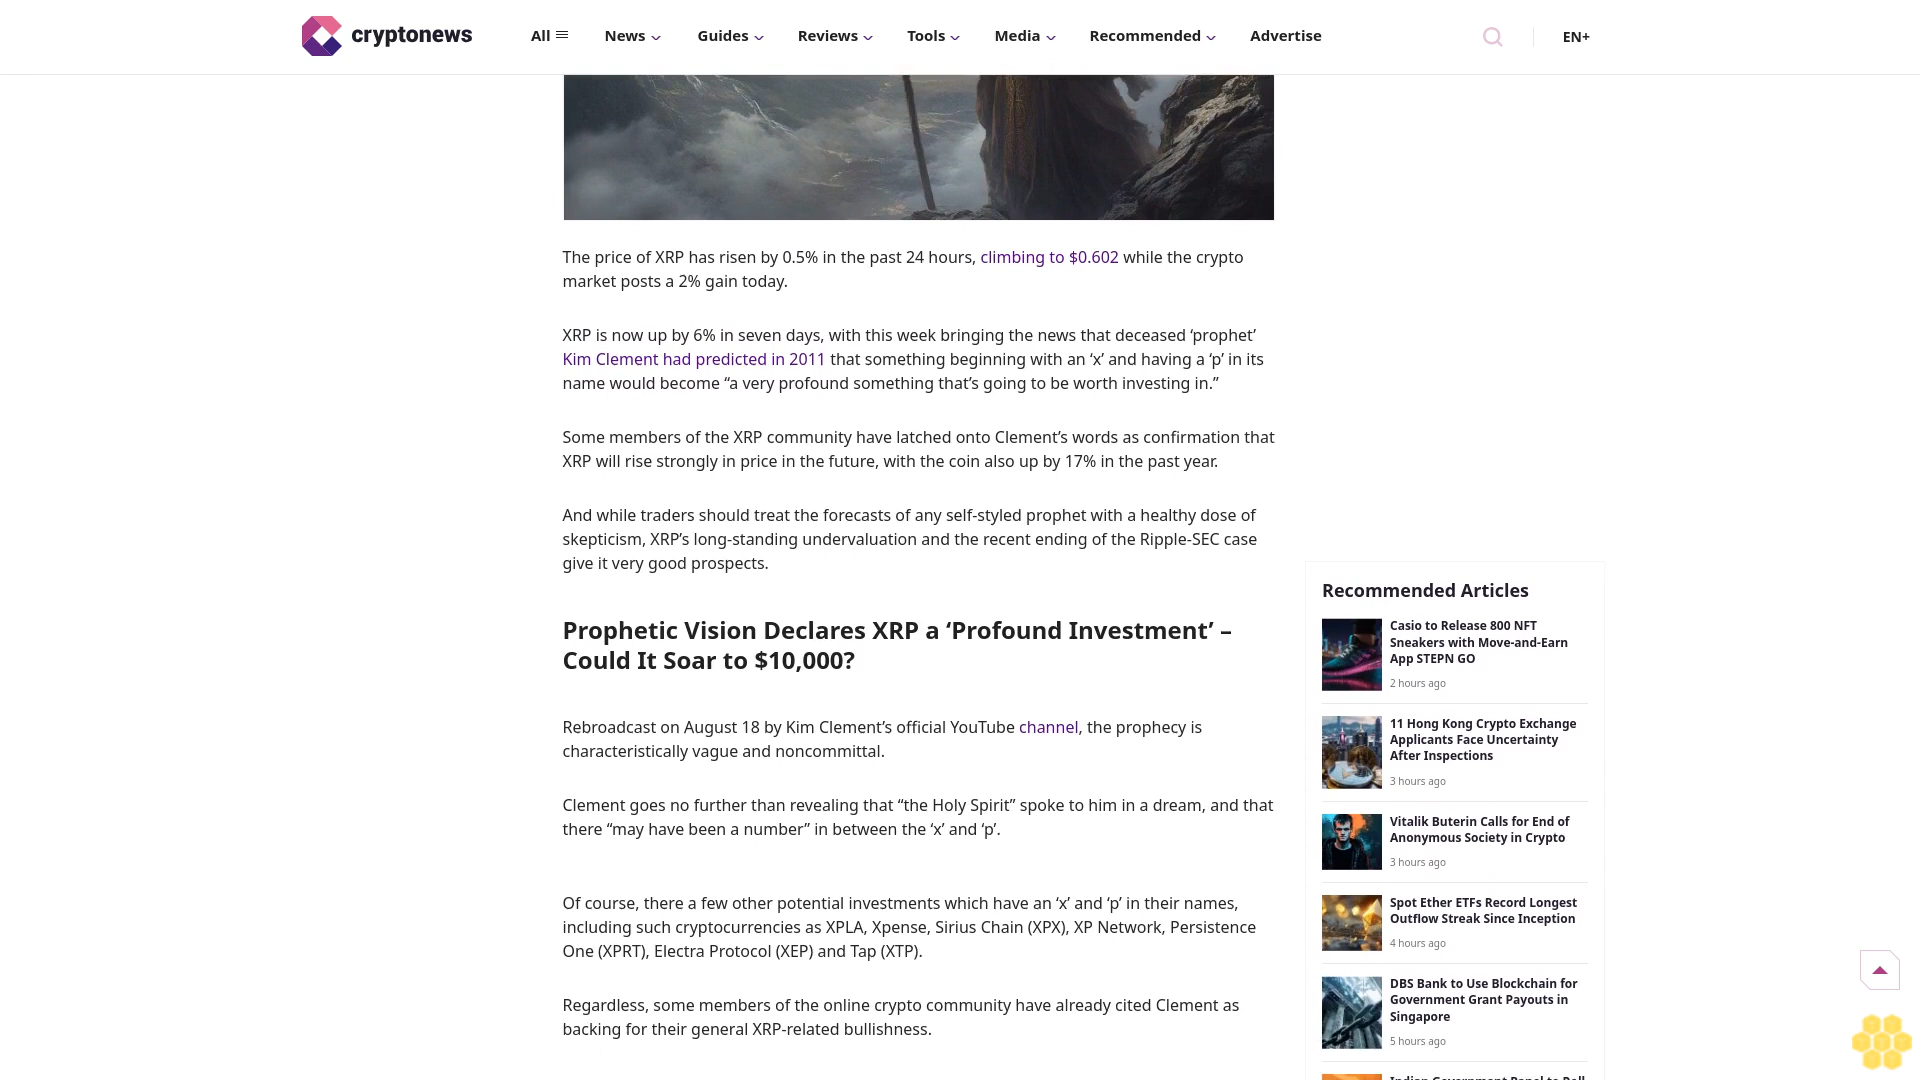 cryptonews
All
News
Guides
Reviews
Tools
Media
Recommended
Advertise
EN+
The price of XRP has risen by 0.5% in the past 24 hours, climbing to $0.602 while the crypto
market posts a 2% gain today.
XRP is now up by 6% in seven days, with this week bringing the news that deceased ‘prophet’
Kim Clement had predicted in 2011 that something beginning with an ‘x’ and having a ‘p’ in its
name would become “a very profound something that’s going to be worth investing in.”
Some members of the XRP community have latched onto Clement’s words as confirmation that
XRP will rise strongly in price in the future, with the coin also up by 17% in the past year.
And while traders should treat the forecasts of any self-styled prophet with a healthy dose of
skepticism, XRP’s long-standing undervaluation and the recent ending of the Ripple-SEC case
give it very good prospects.
Prophetic Vision Declares XRP a ‘Profound Investment’ –
Could It Soar to $10,000?
Rebroadcast on August 18 by Kim Clement’s official YouTube channel, the prophecy is
characteristically vague and noncommittal.
Clement goes no further than revealing that “the Holy Spirit” spoke to him in a dream, and that
there “may have been a number” in between the ‘x’ and ‘p’.
Of course, there a few other potential investments which have an ‘x’ and ‘p’ in their names,
including such cryptocurrencies as XPLA, Xpense, Sirius Chain (XPX), XP Network, Persistence
One (XPRT), Electra Protocol (XEP) and Tap (XTP).
Regardless, some members of the online crypto community have already cited Clement as
backing for their general XRP-related bullishness.
Recommended Articles
Casio to Release 800 NFT
Sneakers with Move-and-Earn
App STEPN GO
2 hours ago
11 Hong Kong Crypto Exchange
Applicants Face Uncertainty
After Inspections
3 hours ago
Vitalik Buterin Calls for End of
Anonymous Society in Crypto
3 hours ago
Spot Ether ETFs Record Longest
Outflow Streak Since Inception
4 hours ago
DBS Bank to Use Blockchain for
Government Grant Payouts in
Singapore
5 hours ago